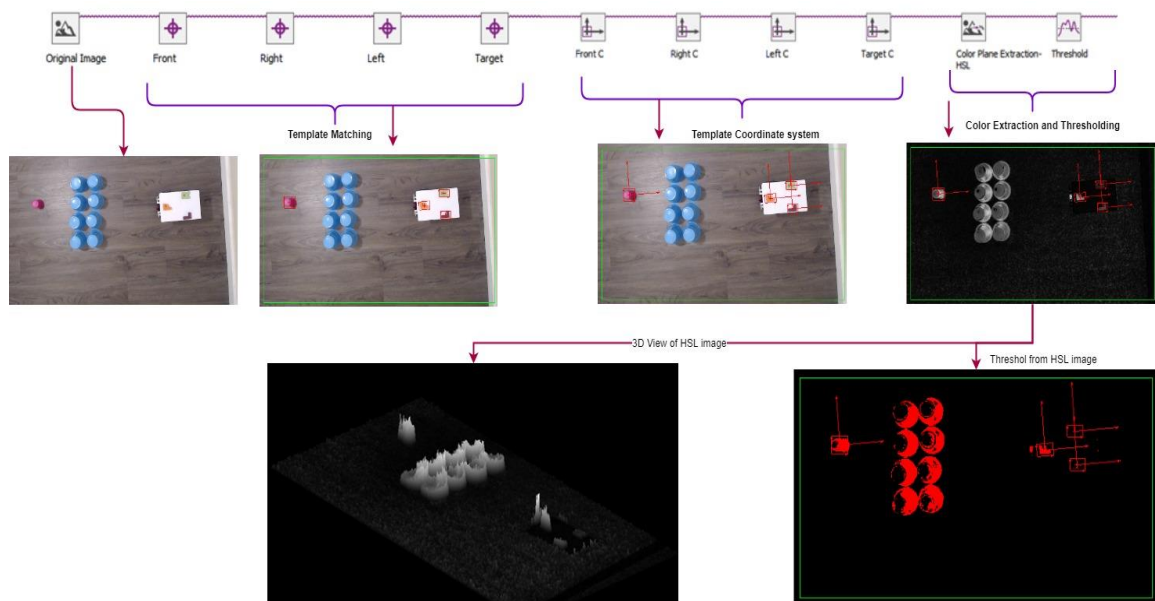 Original Image
Front
Right
Left
Target
Front C
Right C
Left C
Target C
Color Plane Extraction-
HSL
Threshold
Template Matching
Template Coordinate system
Color Extraction and Thresholding
3D View of HSL image
Threshol from HSL image